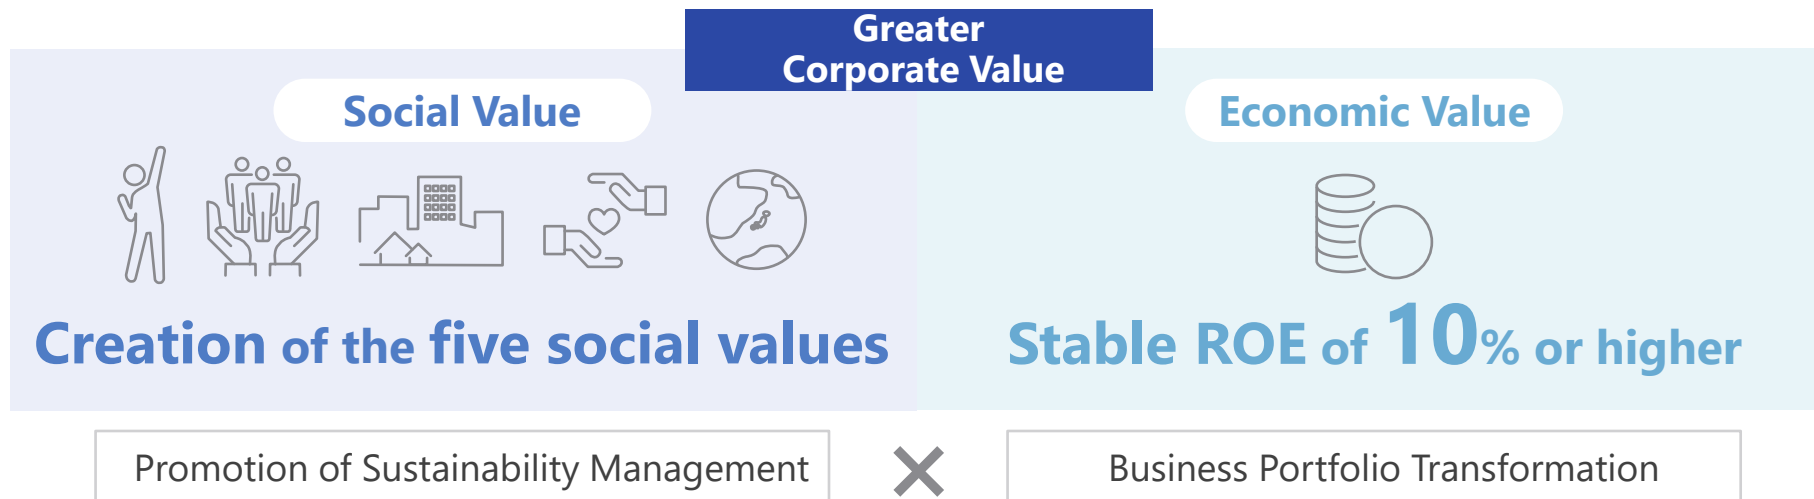 Greater
Corporate Value
Social Value
Economic Value
Creation of the five social values
Stable ROE of 10% or higher
Promotion of Sustainability Management
Business Portfolio Transformation